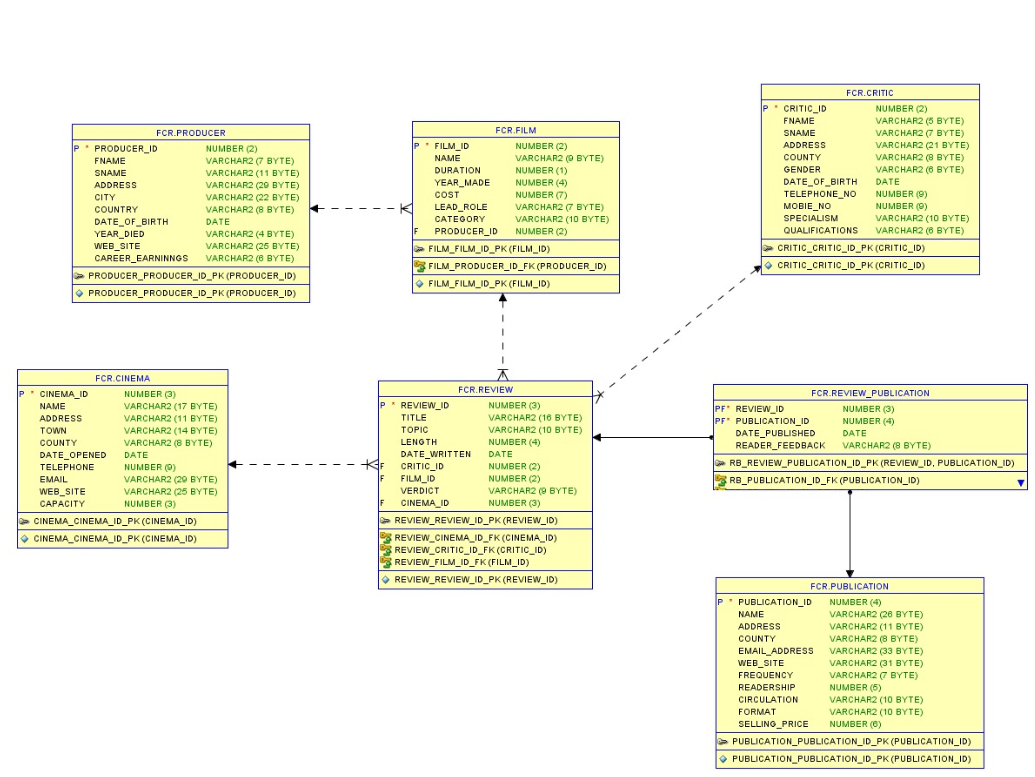 FCR.PRODUCER
P * PRODUCER_ID NUMBER (2)
FNAME VARCHAR2 (7 BYTE)
SNAME VARCHAR2 (11 BYTE)
ADDRESS VARCHAR2 (29 BYTE)
CITY VARCHAR2 (22 BYTE)
COUNTRY VARCHAR2 (8 BYTE)
DATE_OF_BIRTH DATE
YEAR_DIED VARCHAR2 (4 BYTE)
WEB_SITE VARCHAR2 (25 BYTE)
CAREER_EARNINNGS VARCHAR2 (6 BYTE)
PRODUCER_PRODUCER_ID_PK (PRODUCER_ID)
PRODUCER_PRODUCER_ID_PK (PRODUCER_ID)
FCR.FILM
P * FILM_ID NUMBER (2)
NAME VARCHAR2 (9 BYTE)
DURATION NUMBER (1)
YEAR_MADE NUMBER (4)
COST NUMBER (7)
LEAD_ROLE VARCHAR2 (7 BYTE)
CATEGORY VARCHAR2 (10 BYTE)
F PRODUCER_ID NUMBER (2)
FILM_FILM_ID_PK (FILM_ID)
FILM_PRODUCER_ID_FK (PRODUCER_ID)
FILM_FILM_ID_PK (FILM_ID)
FCR.CRITIC
P * CRITIC_ID NUMBER (2)
FNAME VARCHAR2 (5 BYTE)
SNAME VARCHAR2 (7 BYTE)
ADDRESS VARCHAR2 (21 BYTE)
COUNTY VARCHAR2 (8 BYTE)
GENDER VARCHAR2 (6 BYTE)
DATE_OF_BIRTH DATE
TELEPHONE_NO NUMBER (9)
MOBIE_NO NUMBER (9)
SPECIALISM VARCHAR2 (10 BYTE)
QUALIFICATIONS VARCHAR2 (6 BYTE)
CRITIC_CRITIC_ID_PK (CRITIC_ID)
CRITIC_CRITIC_ID_PK (CRITIC_ID)
FCR.CINEMA
P * CINEMA_ID NUMBER (3)
NAME VARCHAR2 (17 BYTE)
ADDRESS VARCHAR2 (11 BYTE)
TOWN VARCHAR2 (14 BYTE)
COUNTY VARCHAR2 (8 BYTE)
DATE_OPENED DATE
TELEPHONE NUMBER (9)
EMAIL VARCHAR2 (29 BYTE)
WEB_SITE VARCHAR2 (25 BYTE)
CAPACITY NUMBER (3)
CINEMA_CINEMA_ID_PK (CINEMA_ID)
CINEMA_CINEMA_ID_PK (CINEMA_ID)
FCR.REVIEW
P * REVIEW_ID NUMBER (3)
TITLE VARCHAR2 (16 BYTE)
TOPIC VARCHAR2 (10 BYTE)
LENGTH NUMBER (4)
DATE_WRITTEN DATE
F CRITIC_ID NUMBER (2)
F FILM_ID NUMBER (2)
VERDICT VARCHAR2 (9 BYTE)
F CINEMA_ID NUMBER (3)
REVIEW_REVIEW_ID_PK (REVIEW_ID)
REVIEW_CINEMA_ID_FK (CINEMA_ID)
REVIEW_CRITIC_ID_FK (CRITIC_ID)
REVIEW_FILM_ID_FK (FILM_ID)
REVIEW_REVIEW_ID_PK (REVIEW_ID)
FCR.REVIEW_PUBLICATION
PF* REVIEW_ID NUMBER (3)
PF* PUBLICATION_ID NUMBER (4)
DATE_PUBLISHED DATE
READER_FEEDBACK VARCHAR2 (8 BYTE)
RB_REVIEW_PUBLICATION_ID_PK (REVIEW_ID, PUBLICATION_ID)
RB_PUBLICATION_ID_FK (PUBLICATION_ID)
FCR.PUBLICATION
P * PUBLICATION_ID NUMBER (4)
NAME VARCHAR2 (26 BYTE)
ADDRESS VARCHAR2 (11 BYTE)
COUNTY VARCHAR2 (8 BYTE)
EMAIL_ADDRESS VARCHAR2 (33 BYTE)
WEB_SITE VARCHAR2 (31 BYTE)
FREQUENCY VARCHAR2 (7 BYTE)
READERSHIP NUMBER (5)
CIRCULATION VARCHAR2 (10 BYTE)
FORMAT VARCHAR2 (10 BYTE)
SELLING_PRICE NUMBER (6)
PUBLICATION_PUBLICATION_ID_PK (PUBLICATION_ID)
PUBLICATION_PUBLICATION_ID_PK (PUBLICATION_ID)